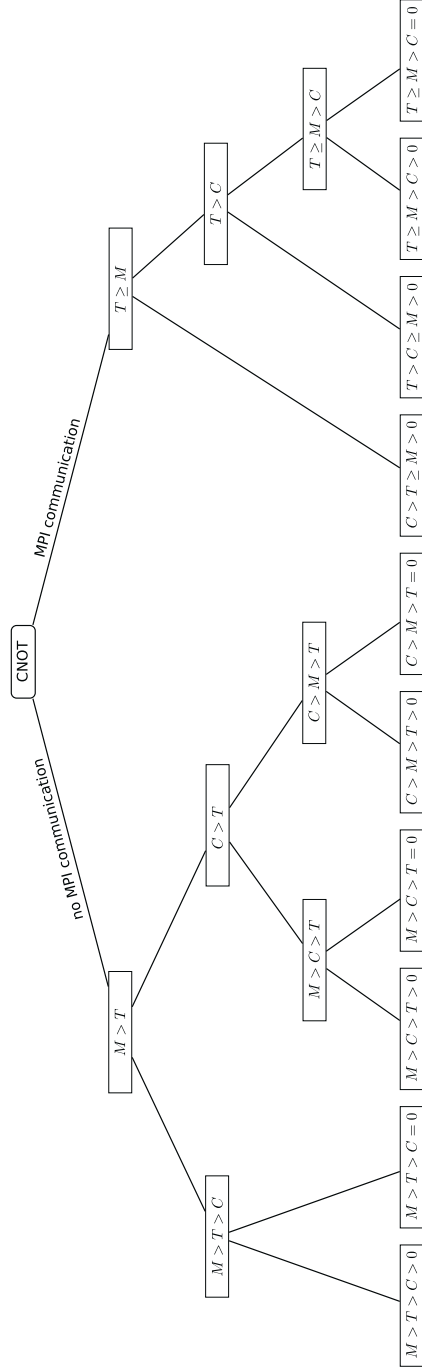 CNOT
no MPI communication
MPI communication
M > T
T ≥ M
M > T > C
C > T
T > C
M > C > T
C > M > T
T ≥ M > C
M > T > C > 0
M > T > C = 0
M > C > T > 0
M > C > T = 0
C > M > T > 0
C > M > T = 0
C > T ≥ M > 0
T > C ≥ M > 0
T ≥ M > C > 0
T ≥ M > C = 0